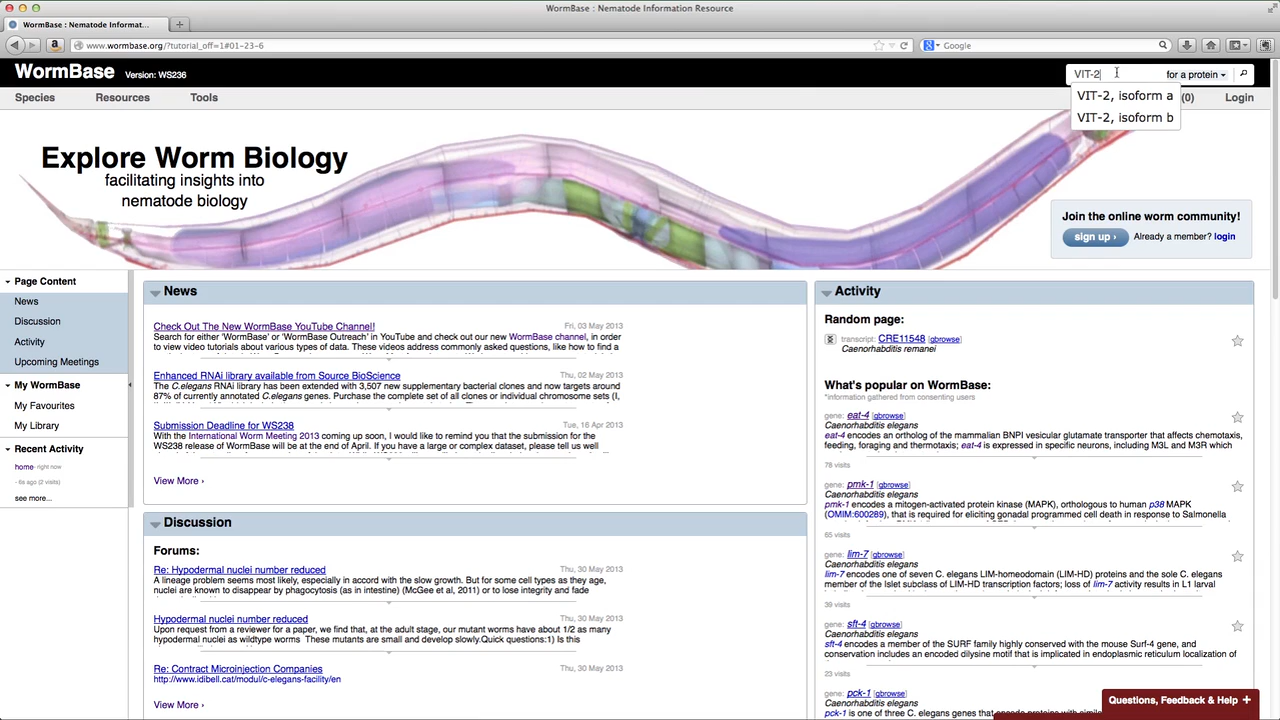 WormBase : Nematode Information Resource
WormBase : Nematode Informat...
www.wormbase.org/?tutorial_off=1#01-23-6
Google
WormBase Version: WS236
VIT-2 for a protein
VIT-2, isoform a
VIT-2, isoform b
Species Resources Tools (0) Login
Explore Worm Biology
facilitating insights into
nematode biology
Join the online worm community!
sign up › Already a member? login
Page Content
News
Discussion
Activity
Upcoming Meetings
My WormBase
My Favourites
My Library
Recent Activity
home- right now
- 6s ago (2 visits)
see more...
News
Check Out The New WormBase YouTube Channel! Fri, 03 May 2013
Search for either 'WormBase' or 'WormBase Outreach' in YouTube and check out our new WormBase channel, in order
to view video tutorials about various types of data. These videos address commonly asked questions, like how to find a
Enhanced RNAi library available from Source BioScience Thu, 02 May 2013
The C.elegans RNAi library has been extended with 3,507 new supplementary bacterial clones and now targets around
87% of currently annotated C.elegans genes. Purchase the complete set of all clones or individual chromosome sets (I,
Submission Deadline for WS238 Tue, 16 Apr 2013
With the International Worm Meeting 2013 coming up soon, I would like to remind you that the submission for the
WS238 release of WormBase will be at the end of April. If you have a large or complex dataset, please tell us well
View More ›
Discussion
Forums:
Re: Hypodermal nuclei number reduced Thu, 30 May 2013
A lineage problem seems most likely, especially in accord with the slow growth. But for some cell types as they age,
nuclei are known to disappear by phagocytosis (as in intestine) (McGee et al, 2011) or to lose integrity and fade
Hypodermal nuclei number reduced Thu, 30 May 2013
Upon request from a reviewer for a paper, we find that, at the adult stage, our mutant worms have about 1/2 as many
hypodermal nuclei as wildtype worms These mutants are small and develop slowly.Quick questions:1) Is this
Re: Contract Microinjection Companies Thu, 30 May 2013
http://www.idibell.cat/modul/c-elegans-facility/en
View More ›
Activity
Random page:
transcript: CRE11548 [gbrowse]
Caenorhabditis remanei
What's popular on WormBase:
*information gathered from consenting users
gene: eat-4 [gbrowse]
Caenorhabditis elegans
eat-4 encodes an ortholog of the mammalian BNPI vesicular glutamate transporter that affects chemotaxis,
feeding, foraging and thermotaxis; eat-4 is expressed in specific neurons, including M3L and M3R which
78 visits
gene: pmk-1 [gbrowse]
Caenorhabditis elegans
pmk-1 encodes a mitogen-activated protein kinase (MAPK), orthologous to human p38 MAPK
(OMIM:600289), that is required for eliciting gonadal programmed cell death in response to Salmonella
65 visits
gene: lim-7 [gbrowse]
Caenorhabditis elegans
lim-7 encodes one of seven C. elegans LIM-homeodomain (LIM-HD) proteins and the sole C. elegans
member of the Islet subclass of LIM-HD transcription factors; loss of lim-7 activity results in L1 larval
39 visits
gene: sft-4 [gbrowse]
Caenorhabditis elegans
sft-4 encodes a member of the SURF family highly conserved with the mouse Surf-4 gene, and
conservation includes an encoded dilysine motif that is implicated in endoplasmic reticulum localization of
23 visits
gene: pck-1 [gbrowse]
Caenorhabditis elegans
pck-1 is one of three C. elegans genes that encode proteins with
Questions, Feedback & Help +